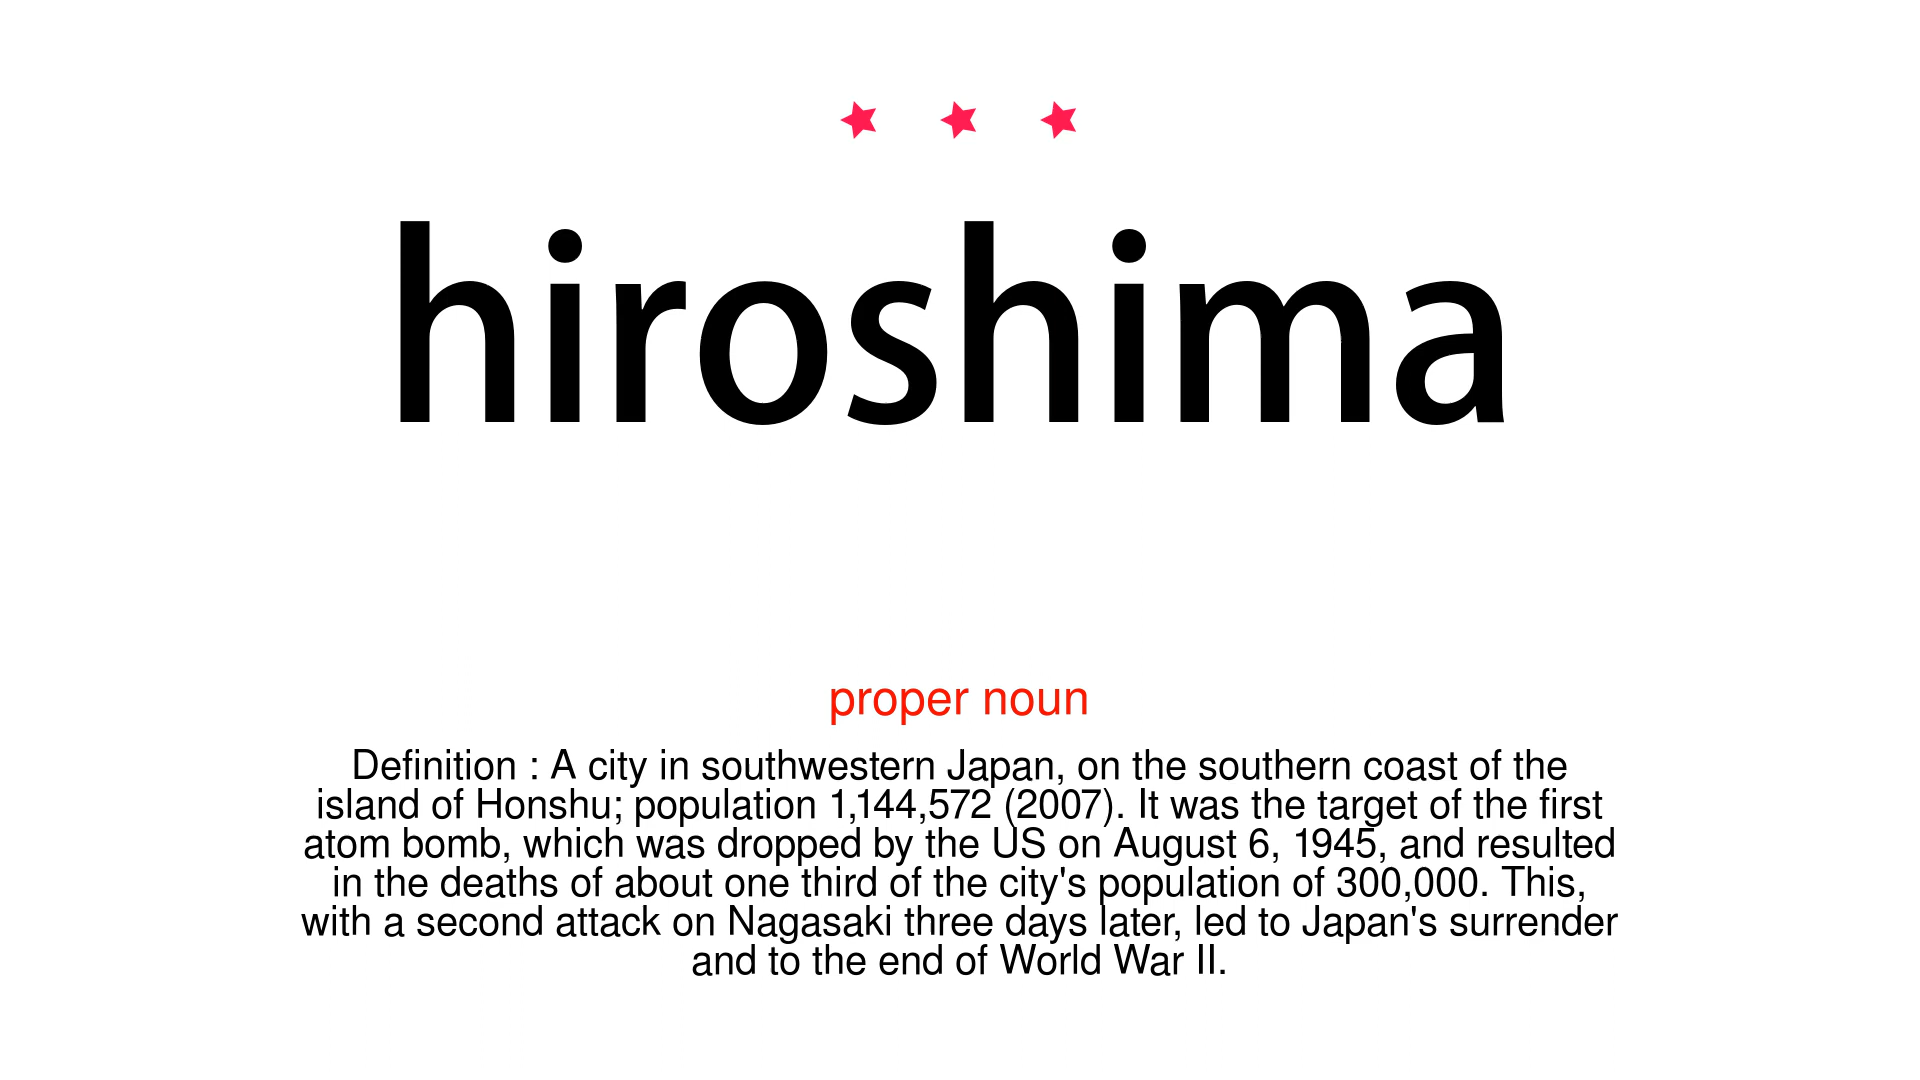 hiroshima
proper noun
Definition : A city in southwestern Japan, on the southern coast of the
island of Honshu; population 1,144,572 (2007). It was the target of the first
atom bomb, which was dropped by the US on August 6, 1945, and resulted
in the deaths of about one third of the city's population of 300,000. This,
with a second attack on Nagasaki three days later, led to Japan's surrender
and to the end of World War II.